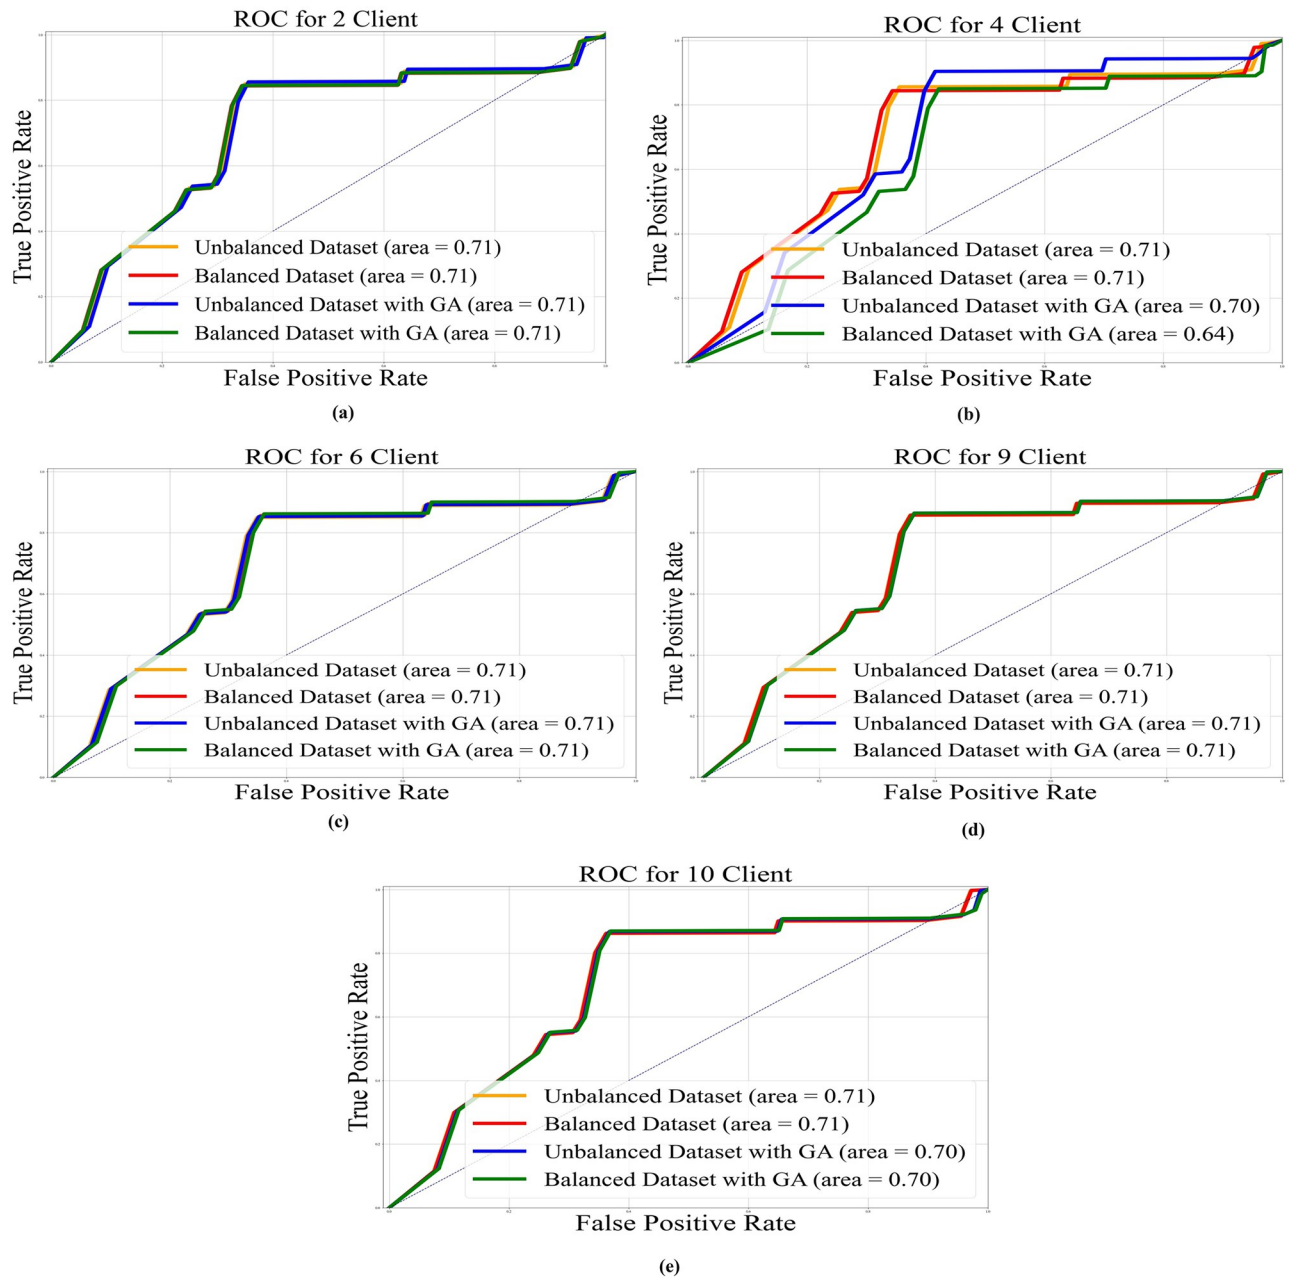 ROC for 2 Client
True Positive Rate
Unbalanced Dataset (area = 0.71)
Balanced Dataset (area = 0.71)
Unbalanced Dataset with GA (area = 0.71)
Balanced Dataset with GA (area = 0.71)
False Positive Rate
(a)
ROC for 4 Client
True Positive Rate
Unbalanced Dataset (area = 0.71)
Balanced Dataset (area = 0.71)
Unbalanced Dataset with GA (area = 0.70)
Balanced Dataset with GA (area = 0.64)
False Positive Rate
(b)
ROC for 6 Client
True Positive Rate
Unbalanced Dataset (area = 0.71)
Balanced Dataset (area = 0.71)
Unbalanced Dataset with GA (area = 0.71)
Balanced Dataset with GA (area = 0.71)
False Positive Rate
(c)
ROC for 9 Client
True Positive Rate
Unbalanced Dataset (area = 0.71)
Balanced Dataset (area = 0.71)
Unbalanced Dataset with GA (area = 0.71)
Balanced Dataset with GA (area = 0.71)
False Positive Rate
(d)
ROC for 10 Client
True Positive Rate
Unbalanced Dataset (area = 0.71)
Balanced Dataset (area = 0.71)
Unbalanced Dataset with GA (area = 0.70)
Balanced Dataset with GA (area = 0.70)
False Positive Rate
(e)